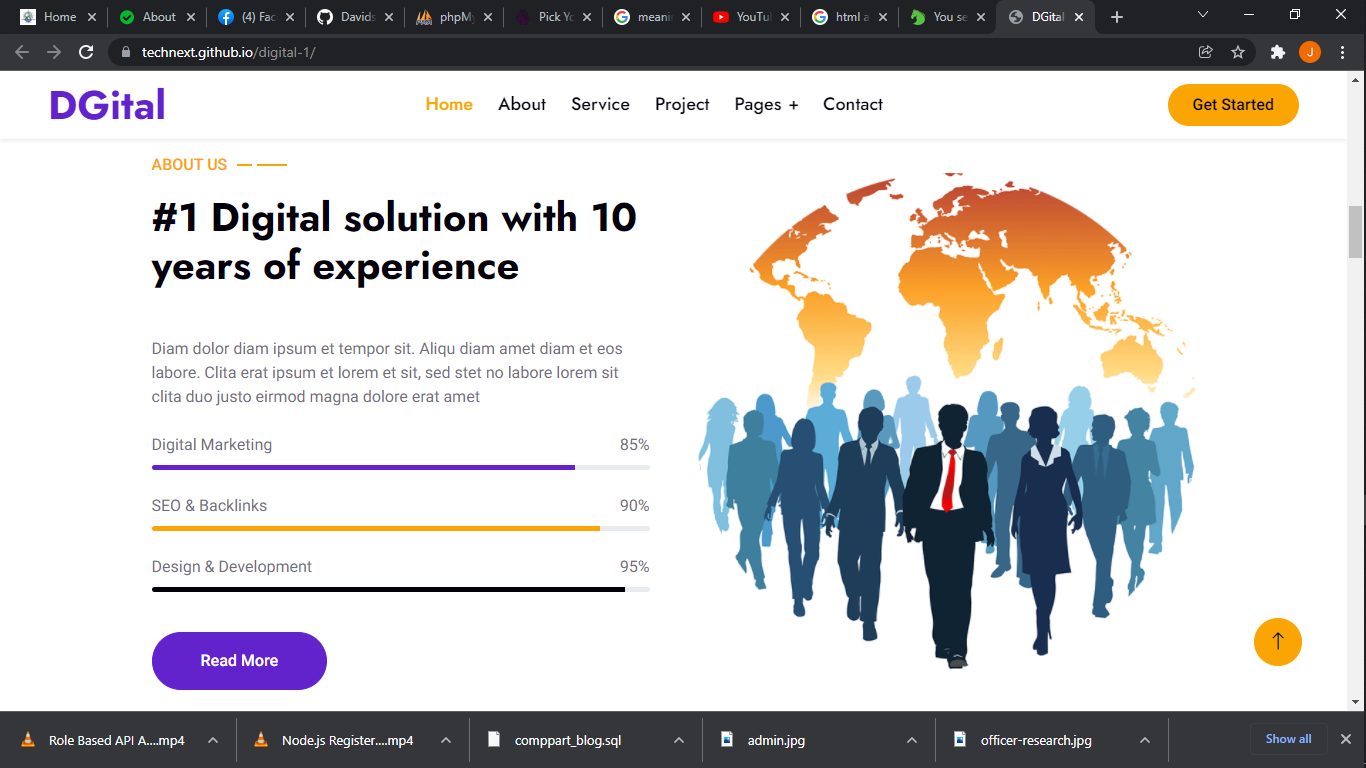 Home
About
(4) Fac
Davids
phpMy
Pick Yo
meanin
YouTu
html a
You se
DGital
technext.github.io/digital-1/
J
DGital
Home About Service Project Pages + Contact
Get Started
ABOUT US
#1 Digital solution with 10
years of experience
Diam dolor diam ipsum et tempor sit. Aliqu diam amet diam et eos
labore. Clita erat ipsum et lorem et sit, sed stet no labore lorem sit
clita duo justo eirmod magna dolore erat amet
Digital Marketing 85%
SEO & Backlinks 90%
Design & Development 95%
Read More
Role Based API A....mp4
Node.js Register....mp4
comppart_blog.sql
admin.jpg
officer-research.jpg
Show all